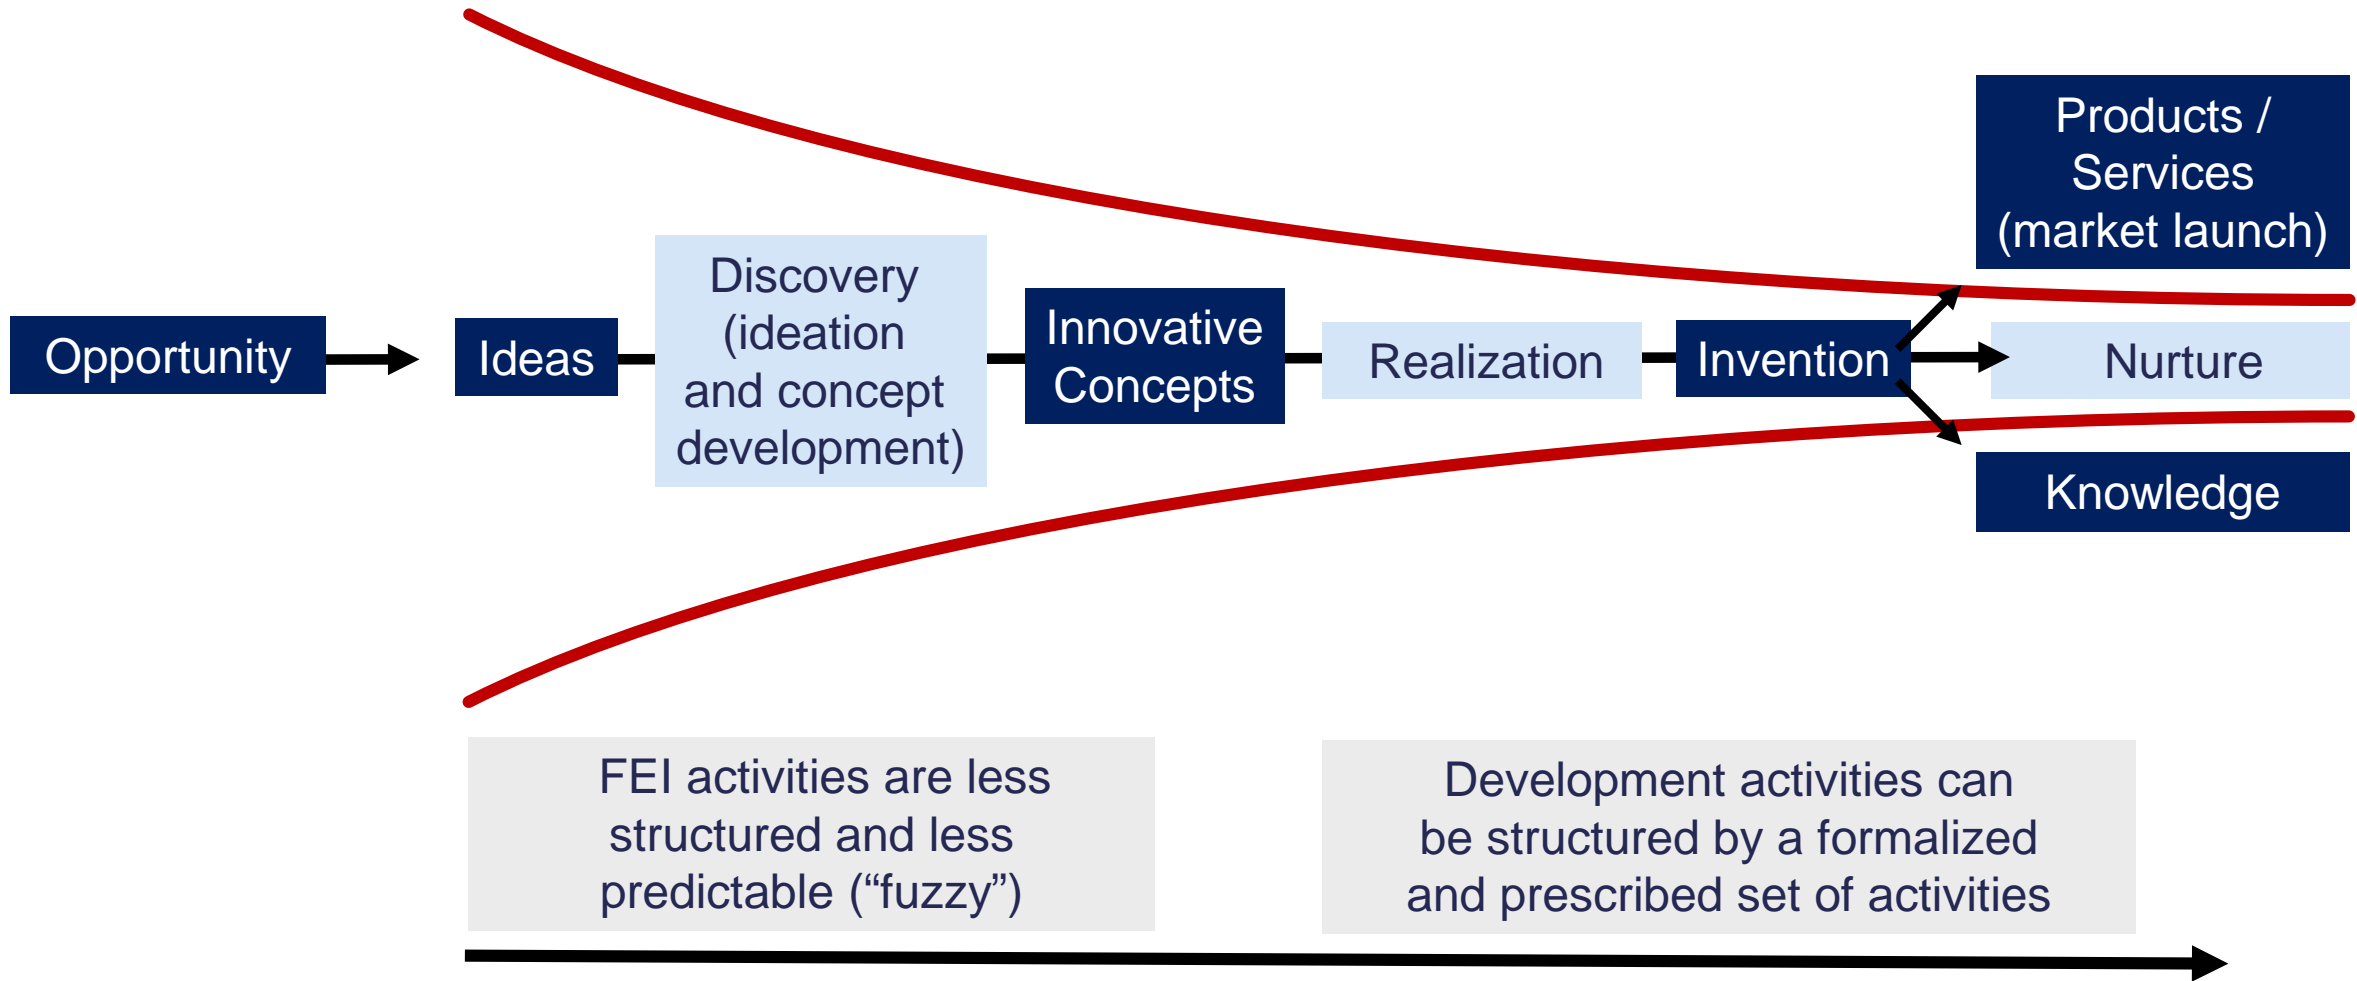 Opportunity
Ideas
Discovery
(ideation
and concept
development)
Innovative
Concepts
Realization
Invention
Products /
Services
(market launch)
Nurture
Knowledge
FEI activities are less
structured and less
predictable (“fuzzy”)
Development activities can
be structured by a formalized
and prescribed set of activities